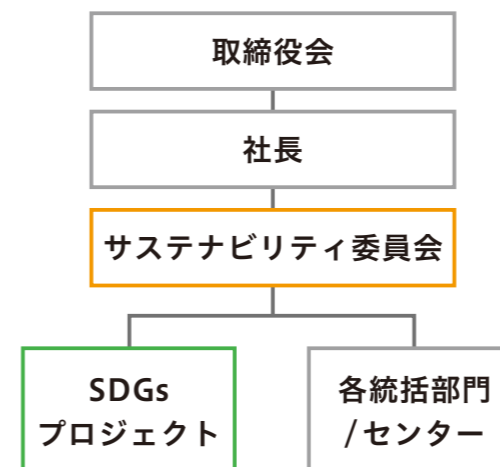 取締役会
社長
サステナビリティ委員会
SDGs
プロジェクト
各統括部門
/センター